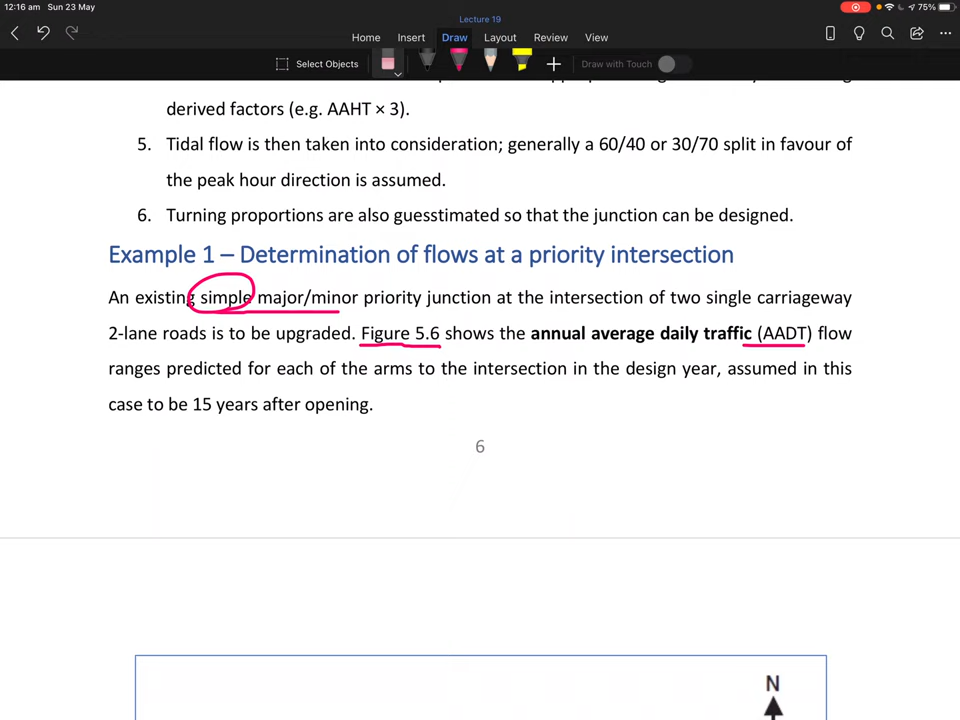 12:16 am Sun 23 May
75%
Lecture 19
Home Insert Draw Layout Review View
Select Objects
Draw with Touch
derived factors (e.g. AAHT × 3).
5. Tidal flow is then taken into consideration; generally a 60/40 or 30/70 split in favour of
the peak hour direction is assumed.
6. Turning proportions are also guesstimated so that the junction can be designed.
Example 1 – Determination of flows at a priority intersection
An existing simple major/minor priority junction at the intersection of two single carriageway
2-lane roads is to be upgraded. Figure 5.6 shows the annual average daily traffic (AADT) flow
ranges predicted for each of the arms to the intersection in the design year, assumed in this
case to be 15 years after opening.
6
N